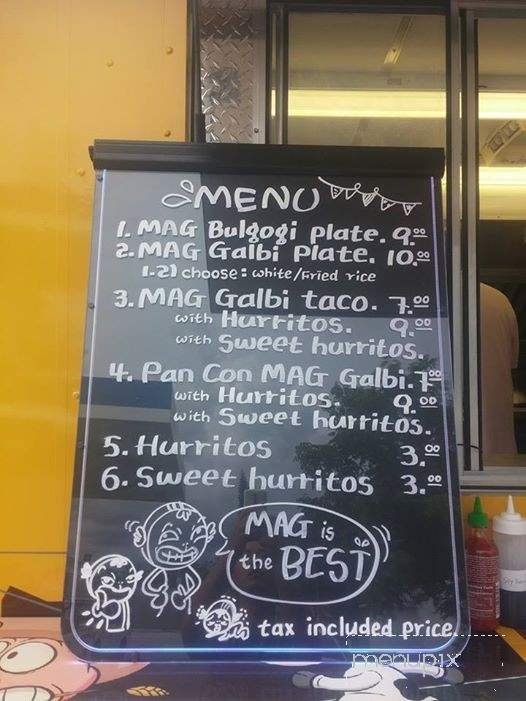 MENU
1. MAG Bulgogi Plate. 9.00
2. MAG Galbi Plate. 10.00
1.2) choose: white/Fried rice
3. MAG Galbi taco. 7.00
with Hurritos. 9.00
with Sweet hurritos.
4. Pan Con MAG Galbi. 7.00
with Hurritos. 9.00
with Sweet hurritos.
5. Hurritos 3.00
6. Sweet hurritos 3.00
MAG is
the BEST
tax included price.
menupix